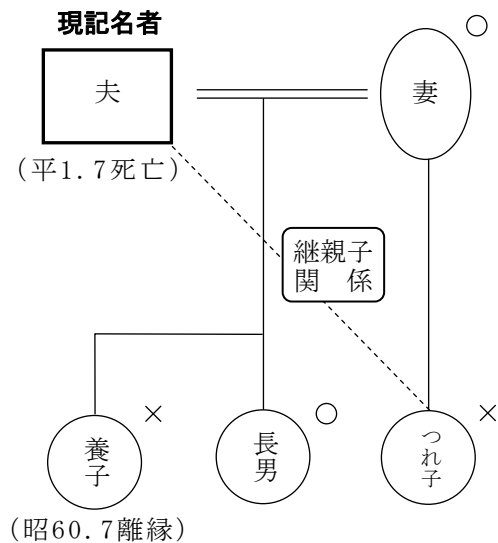 現記名者
夫
妻
○
(平1.7死亡)
継親子
関係
×
○
×
養子
長男
つれ子
(昭60.7離縁)